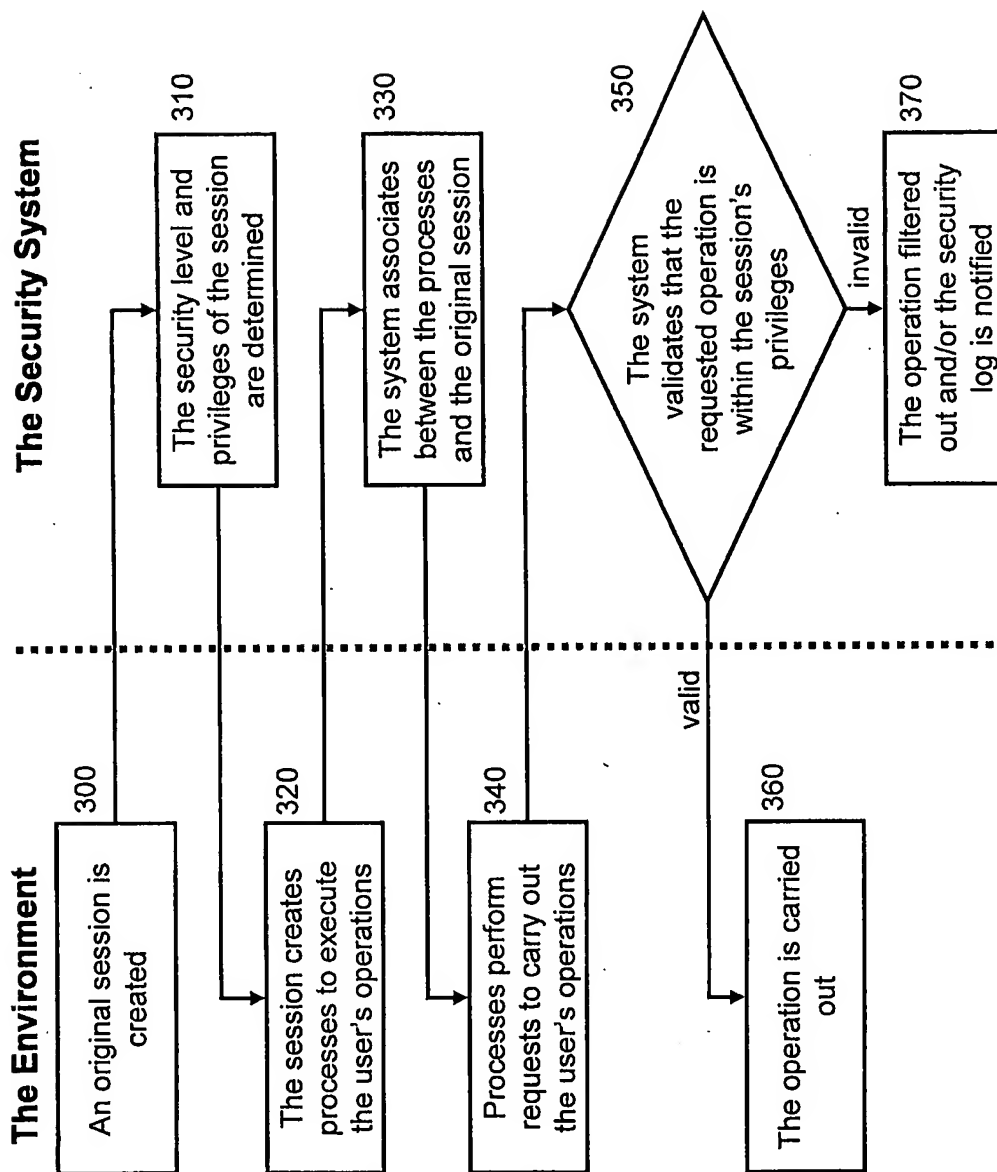 The Environment
The Security System
300
An original session is
created
310
The security level and
privileges of the session
are determined
320
The session creates
processes to execute
the user's operations
330
The system associates
between the processes
and the original session
340
Processes perform
requests to carry out
the user's operations
350
The system
validates that the
requested operation is
within the session's
privileges
valid
invalid
360
The operation is carried
out
370
The operation filtered
out and/or the security
log is notified